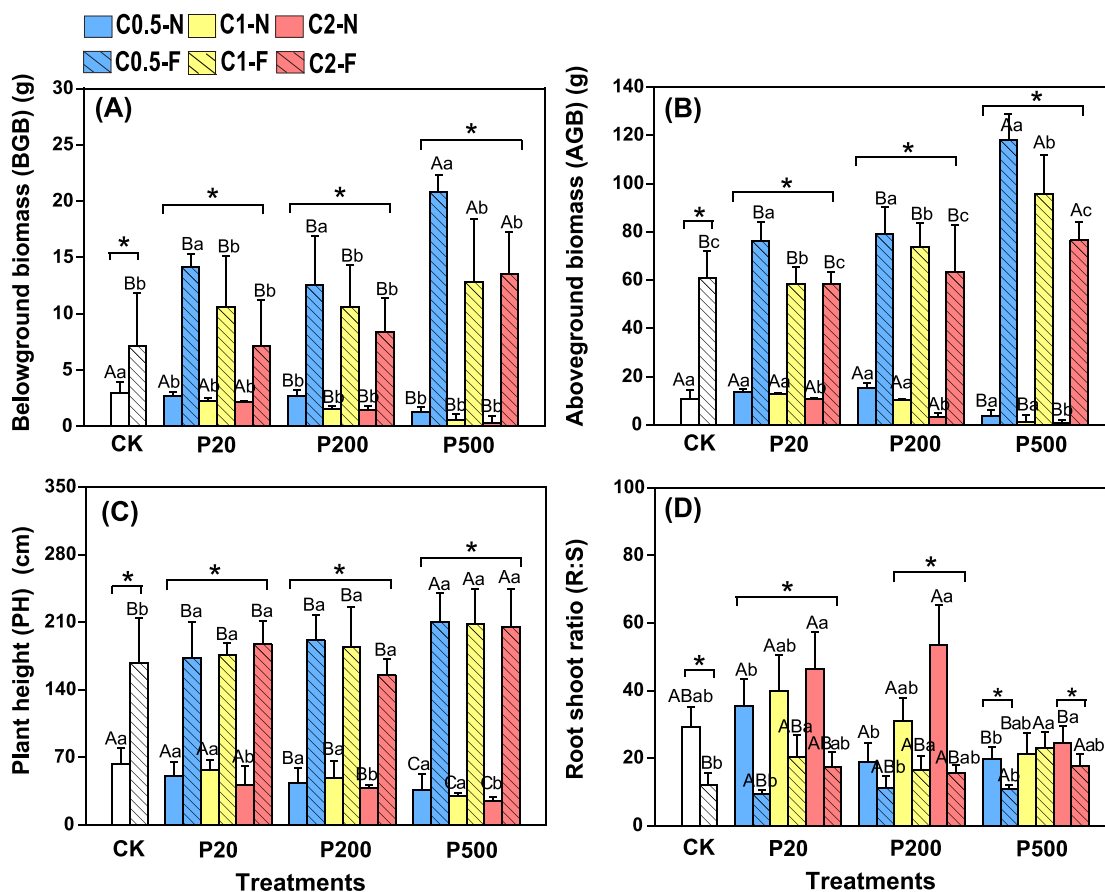 C0.5-N C1-N C2-N
C0.5-F C1-F C2-F
(A)
Belowground biomass (BGB) (g)
30
25
20
15
10
5
0
Aa Bb Ab Ba Ab Bb Ab Bb Bb Ba Bb Bb Bb Bb Bb Aa Bb Ab Bb Ab
* * * *
CK P20 P200 P500
(B)
Aboveground biomass (AGB) (g)
140
120
100
80
60
40
20
0
Aa Bc Aa Ba Aa Bb Ab Bc Aa Ba Aa Bb Ab Bc Ba Aa Ba Ab Bb Ac
* * * *
CK P20 P200 P500
(C)
Plant height (PH) (cm)
350
280
210
140
70
0
Aa Bb Aa Ba Aa Ba Ab Ba Ba Ba Ba Ba Bb Ba Ca Aa Ca Aa Cb Aa
* * * *
CK P20 P200 P500
Treatments
(D)
Root shoot ratio (R:S)
100
80
60
40
20
0
ABab Bb Ab ABb Aab ABa Aa ABab Ab ABb Aab ABa Aa ABab Bb Ab Bab Aa Ba Aab
* * * * *
CK P20 P200 P500
Treatments